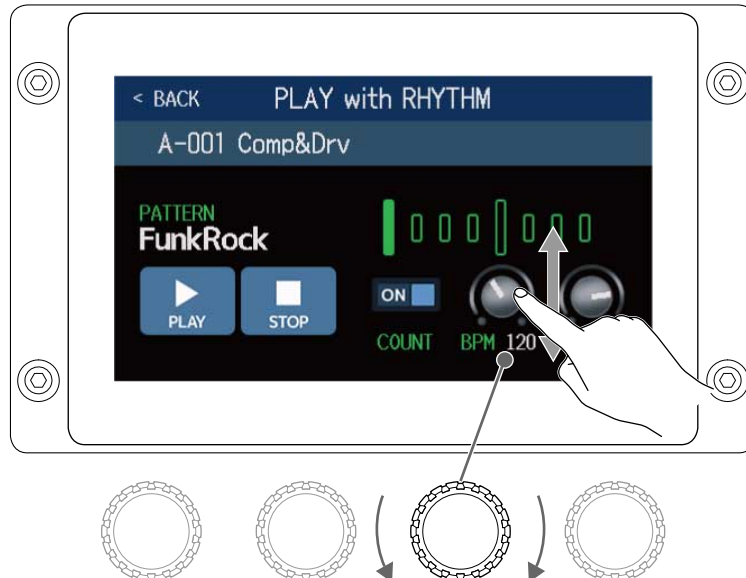 < BACK PLAY with RHYTHM
A-001 Comp&Drv
PATTERN
FunkRock
PLAY STOP ON
COUNT BPM 120